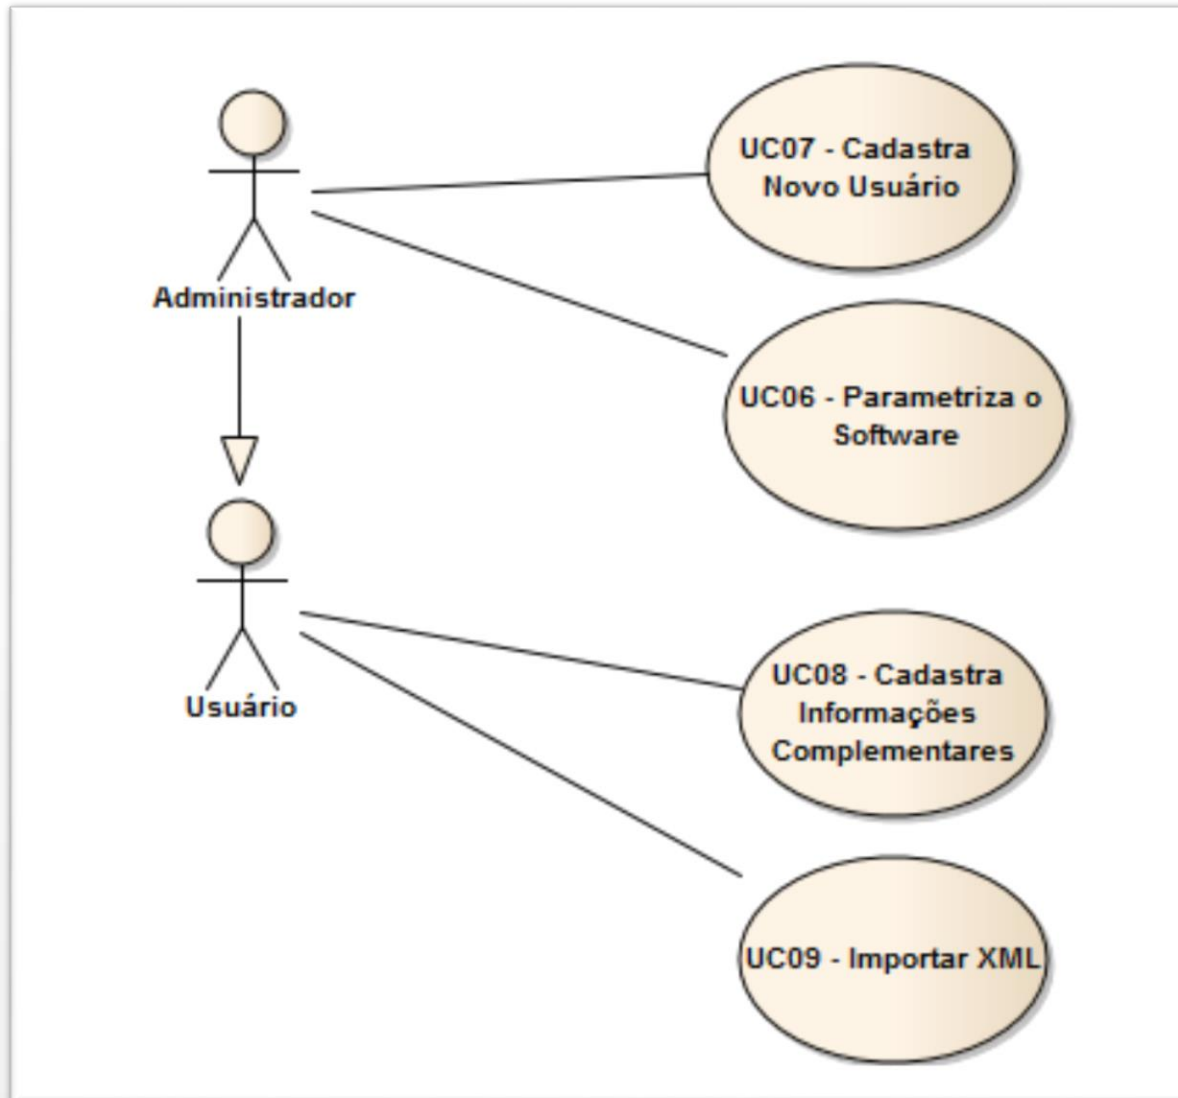 UC07 - Cadastra
Novo Usuário
Administrador
UC06 - Parametriza o
Software
Usuário
UC08 - Cadastra
Informações
Complementares
UC09 - Importar XML